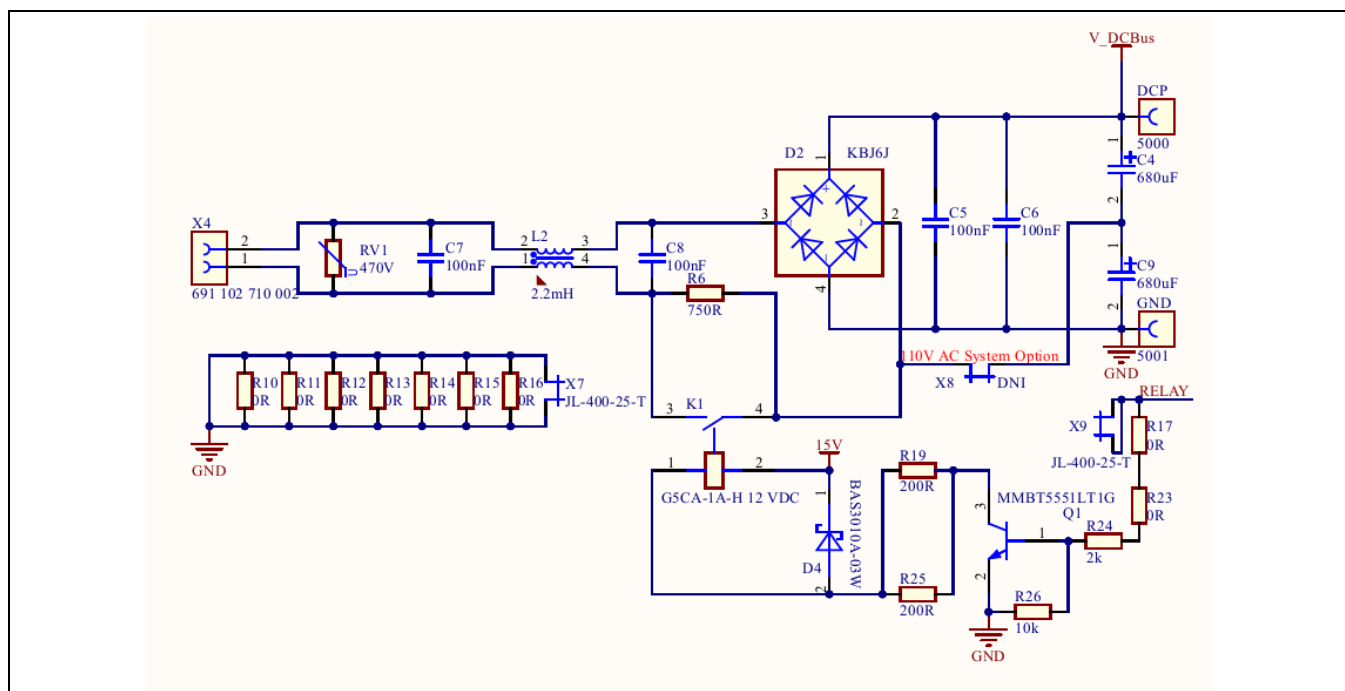 V_DCBus
DCP
5000
D2 KBJ6J
1
1
C4
680uF
2
X4
2
1
691 102 710 002
RV1
470V
U
C7
100nF
L2
2 3
1 4
2.2mH
C8
100nF
R6
750R
3
+
~
~
-
2
4
C5
100nF
C6
100nF
1
C9
680uF
2
GND
5001
GND
110V AC System Option
X8 DNI
R10
0R
R11
0R
R12
0R
R13
0R
R14
0R
R15
0R
R16
0R
X7
JL-400-25-T
GND
3 K1 4
1 2
G5CA-1A-H 12 VDC
15V
1
D4
2
BAS3010A-03W
R19
200R
R25
200R
RELAY
X9
JL-400-25-T
R17
0R
R23
0R
MMBT5551LT1G
Q1
3
1
2
R24
2k
R26
10k
GND